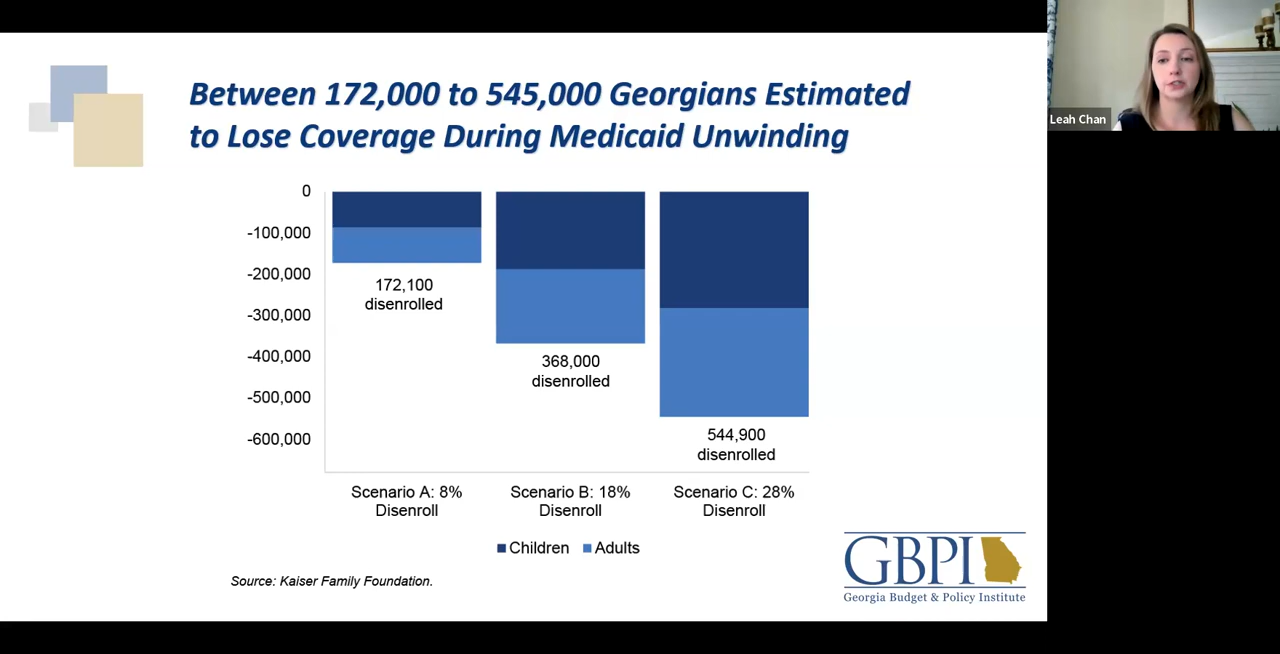 Between 172,000 to 545,000 Georgians Estimated
to Lose Coverage During Medicaid Unwinding
Leah Chan
0
-100,000
-200,000
-300,000
-400,000
-500,000
-600,000
172,100
disenrolled
368,000
disenrolled
544,900
disenrolled
Scenario A: 8%
Disenroll
Scenario B: 18%
Disenroll
Scenario C: 28%
Disenroll
Children
Adults
Source: Kaiser Family Foundation.
GBPI
Georgia Budget & Policy Institute